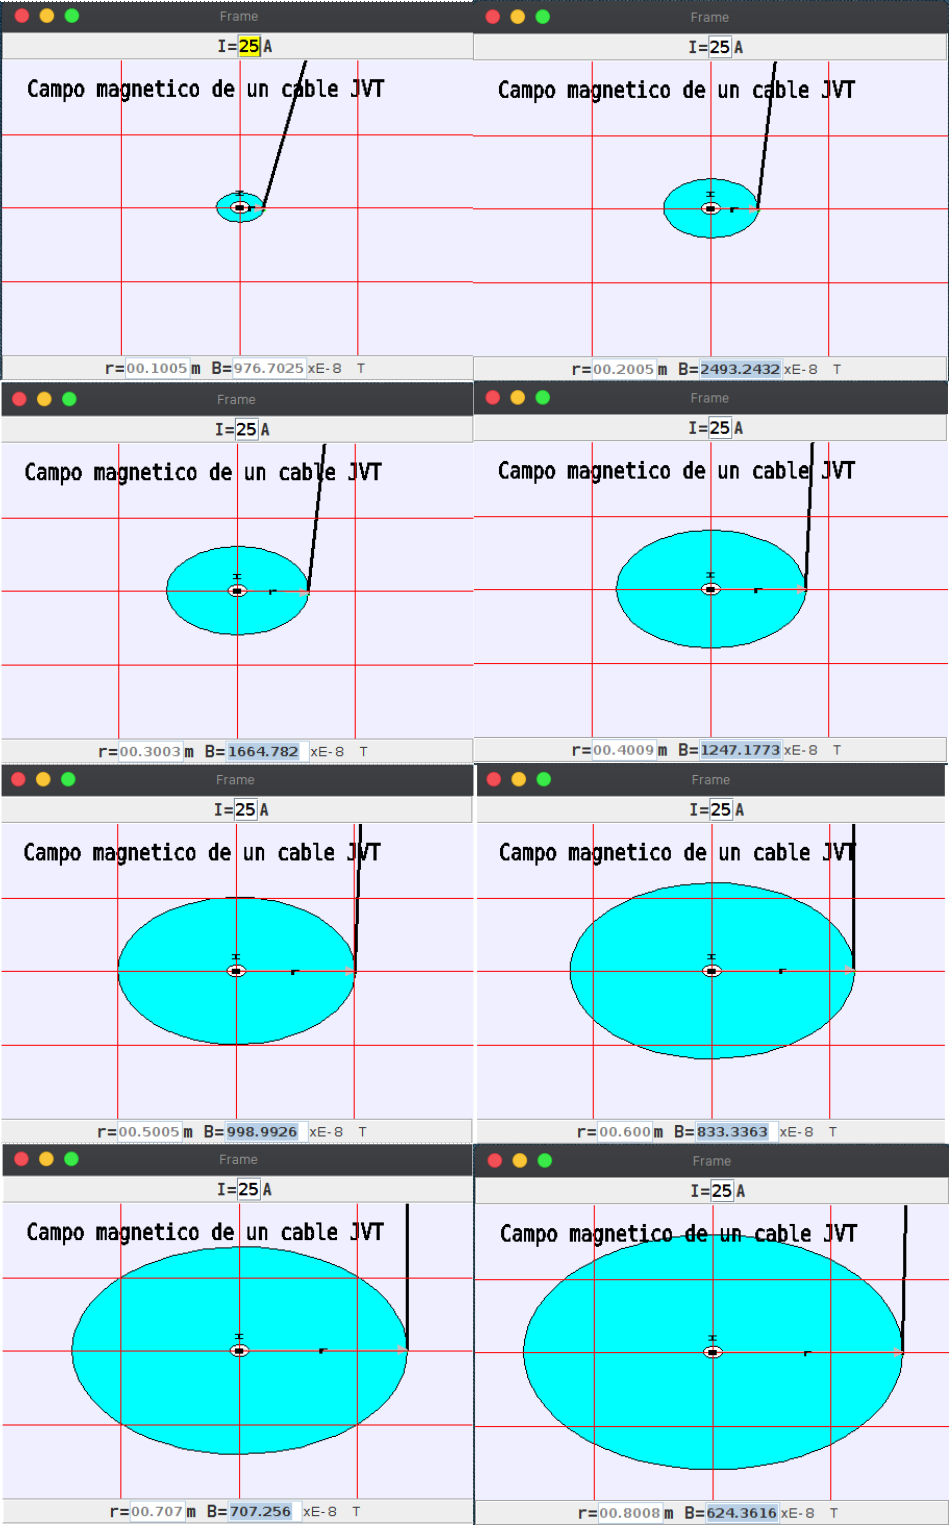 Frame
I=25 A
Campo magnetico de un cable JVT
I
r
r=00.1005 m B=976.7025 xE-8 T
Frame
I=25 A
Campo magnetico de un cable JVT
I
r
r=00.2005 m B=2493.2432 xE-8 T
Frame
I=25 A
Campo magnetico de un cable JVT
I
r
r=00.3003 m B=1664.782 xE-8 T
Frame
I=25 A
Campo magnetico de un cable JVT
I
r
r=00.4009 m B=1247.1773 xE-8 T
Frame
I=25 A
Campo magnetico de un cable JVT
I
r
r=00.5005 m B=998.9926 xE-8 T
Frame
I=25 A
Campo magnetico de un cable JVT
I
r
r=00.600 m B=833.3363 xE-8 T
Frame
I=25 A
Campo magnetico de un cable JVT
I
r
r=00.707 m B=707.256 xE-8 T
Frame
I=25 A
Campo magnetico de un cable JVT
I
r
r=00.8008 m B=624.3616 xE-8 T